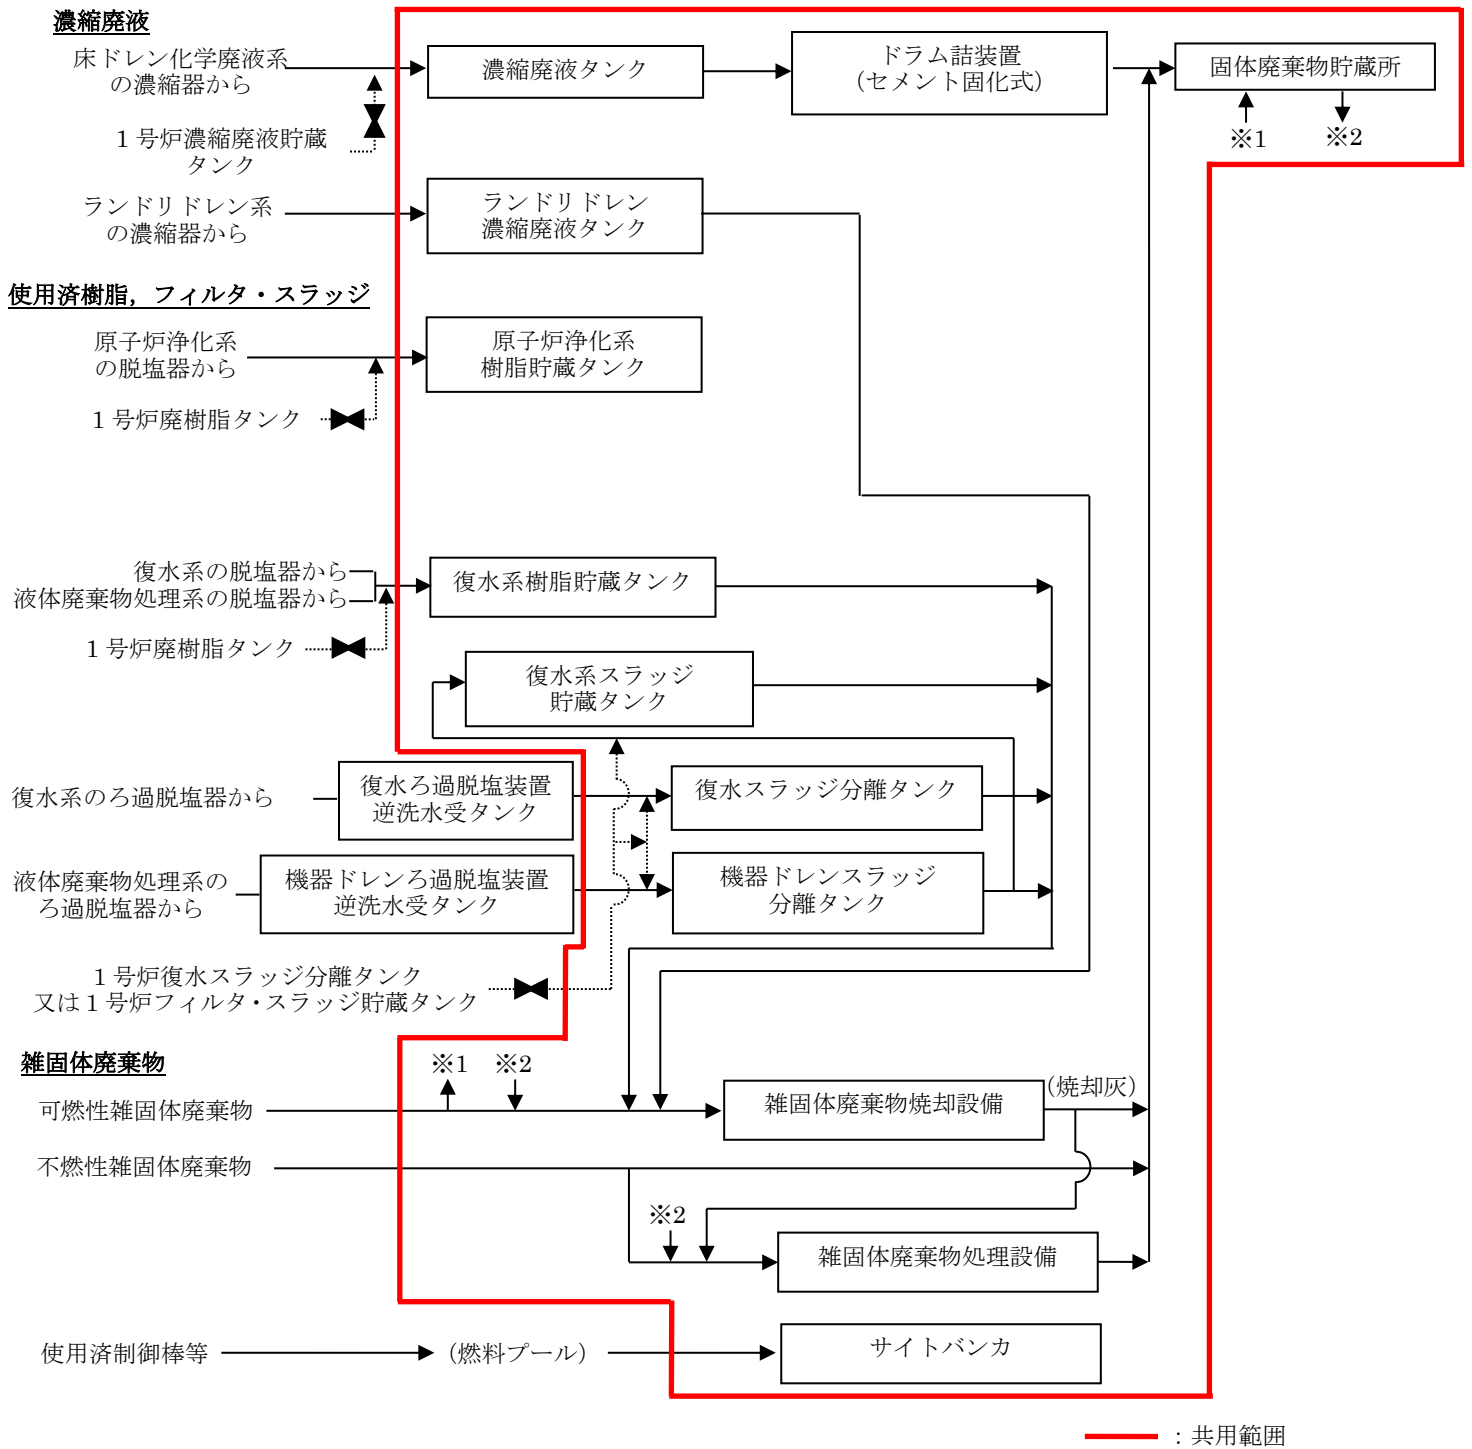 濃縮廃液
床ドレン化学廃液系
の濃縮器から
濃縮廃液タンク
ドラム詰装置
（セメント固化式）
固体廃棄物貯蔵所
※1
※2
1 号炉濃縮廃液貯蔵
タンク
ランドリドレン系
の濃縮器から
ランドリドレン
濃縮廃液タンク
使用済樹脂，フィルタ・スラッジ
原子炉浄化系
の脱塩器から
原子炉浄化系
樹脂貯蔵タンク
1 号炉廃樹脂タンク
復水系の脱塩器から
液体廃棄物処理系の脱塩器から
復水系樹脂貯蔵タンク
1 号炉廃樹脂タンク
復水系スラッジ
貯蔵タンク
復水系のろ過脱塩器から
復水ろ過脱塩装置
逆洗水受タンク
復水スラッジ分離タンク
液体廃棄物処理系の
ろ過脱塩器から
機器ドレンろ過脱塩装置
逆洗水受タンク
機器ドレンスラッジ
分離タンク
1 号炉復水スラッジ分離タンク
又は 1 号炉フィルタ・スラッジ貯蔵タンク
雑固体廃棄物
※1
※2
可燃性雑固体廃棄物
雑固体廃棄物焼却設備
（焼却灰）
不燃性雑固体廃棄物
※2
雑固体廃棄物処理設備
使用済制御棒等
（燃料プール）
サイトバンカ
：共用範囲